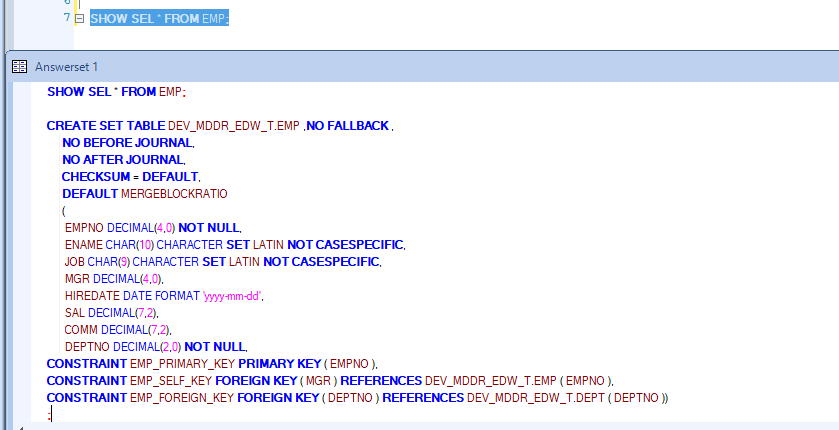 6
7 SHOW SEL * FROM EMP;
Answerset 1
SHOW SEL * FROM EMP;
CREATE SET TABLE DEV_MDDR_EDW_T.EMP ,NO FALLBACK ,
NO BEFORE JOURNAL,
NO AFTER JOURNAL,
CHECKSUM = DEFAULT,
DEFAULT MERGEBLOCKRATIO
(
EMPNO DECIMAL(4,0) NOT NULL,
ENAME CHAR(10) CHARACTER SET LATIN NOT CASESPECIFIC,
JOB CHAR(9) CHARACTER SET LATIN NOT CASESPECIFIC,
MGR DECIMAL(4,0),
HIREDATE DATE FORMAT 'yyyy-mm-dd',
SAL DECIMAL(7,2),
COMM DECIMAL(7,2),
DEPTNO DECIMAL(2,0) NOT NULL,
CONSTRAINT EMP_PRIMARY_KEY PRIMARY KEY ( EMPNO ),
CONSTRAINT EMP_SELF_KEY FOREIGN KEY ( MGR ) REFERENCES DEV_MDDR_EDW_T.EMP ( EMPNO ),
CONSTRAINT EMP_FOREIGN_KEY FOREIGN KEY ( DEPTNO ) REFERENCES DEV_MDDR_EDW_T.DEPT ( DEPTNO ))
;